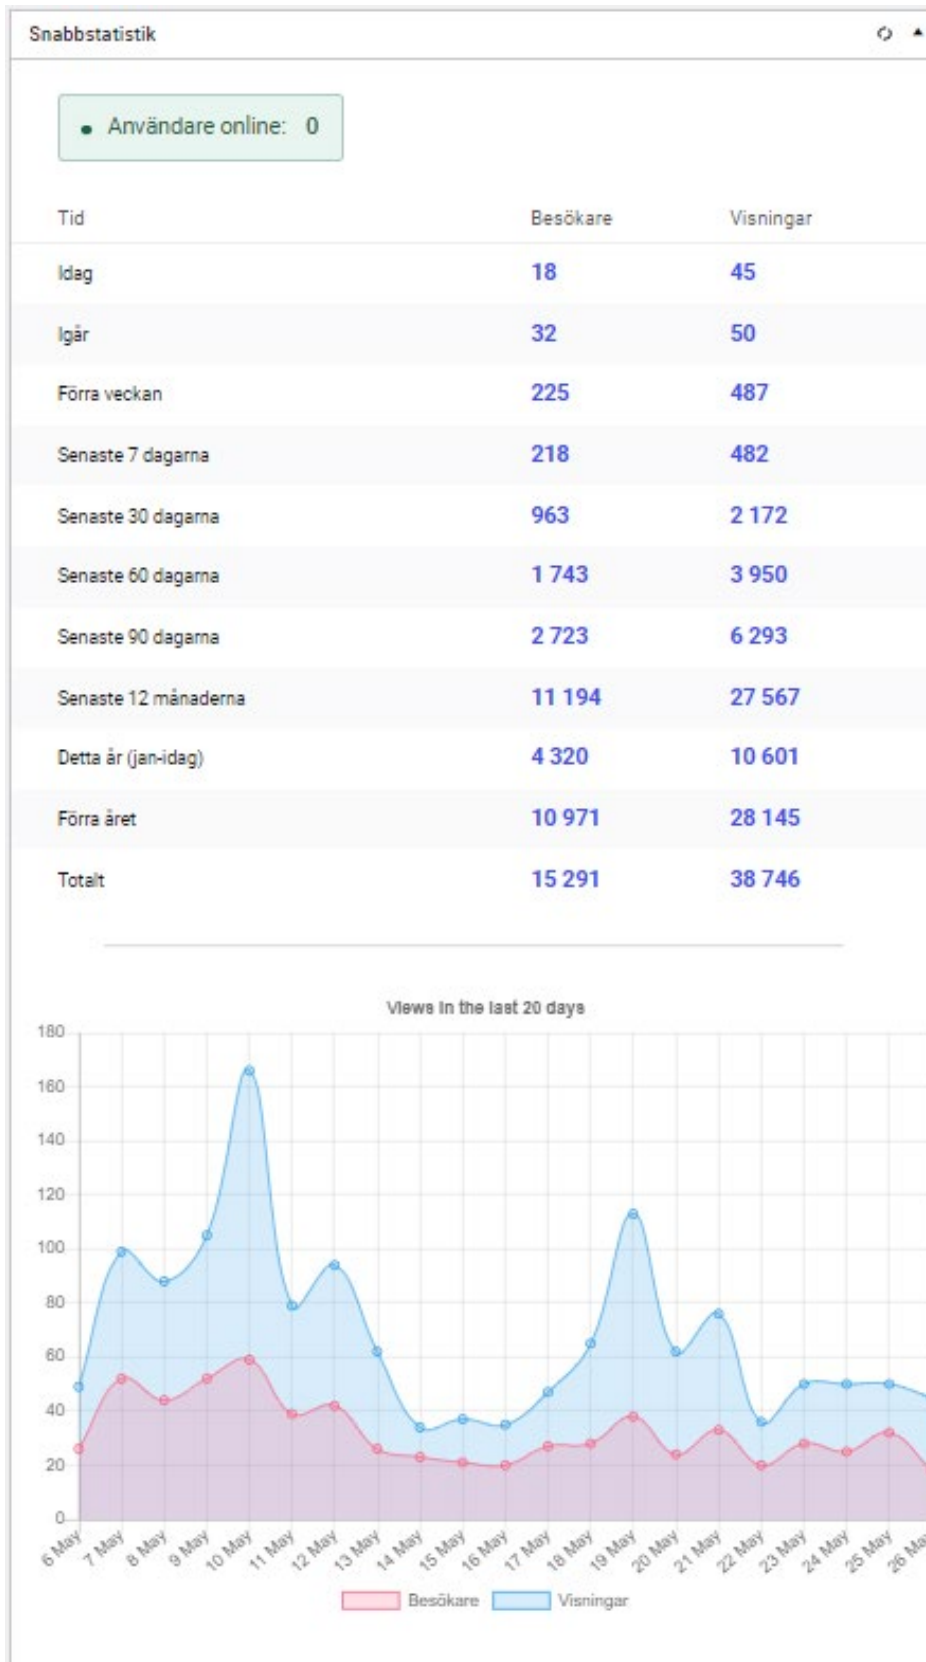 Snabbstatistik
Användare online: 0
Tid Besökare Visningar
Idag 18 45
Igår 32 50
Förra veckan 225 487
Senaste 7 dagarna 218 482
Senaste 30 dagarna 963 2 172
Senaste 60 dagarna 1 743 3 950
Senaste 90 dagarna 2 723 6 293
Senaste 12 månaderna 11 194 27 567
Detta år (jan-idag) 4 320 10 601
Förra året 10 971 28 145
Totalt 15 291 38 746
Views in the last 20 days
180
160
140
120
100
80
60
40
20
0
6 May 7 May 8 May 9 May 10 May 11 May 12 May 13 May 14 May 15 May 16 May 17 May 18 May 19 May 20 May 21 May 22 May 23 May 24 May 25 May 26 May
Besökare Visningar